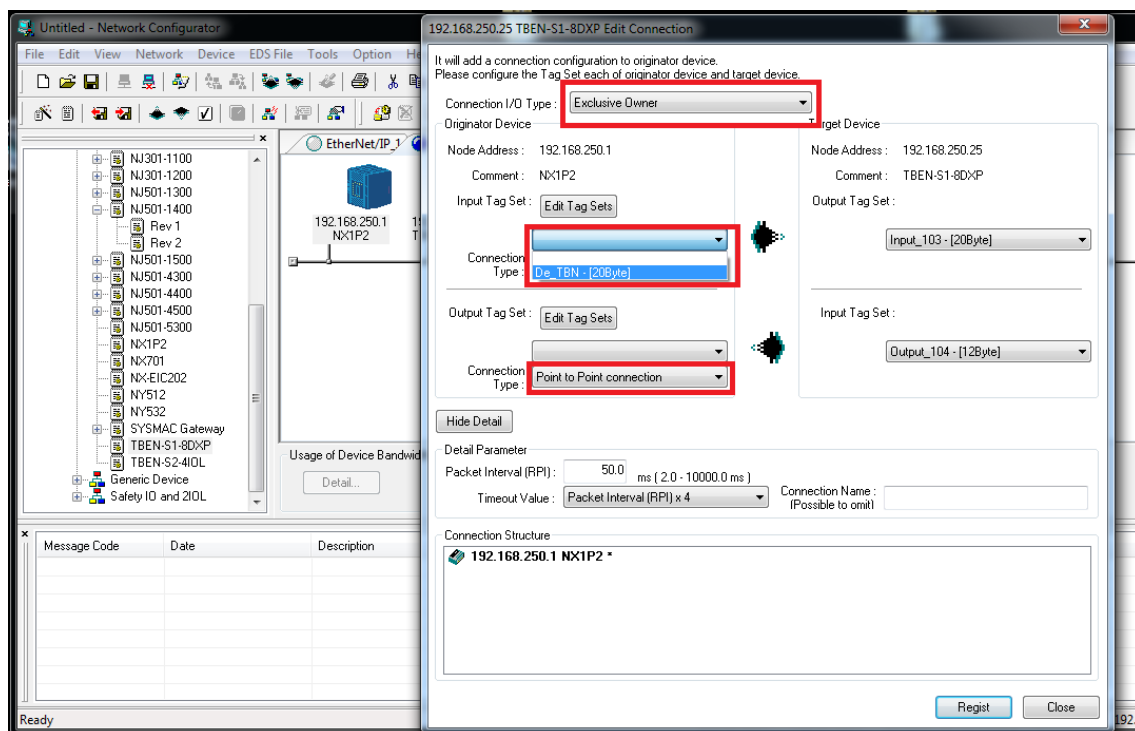 Untitled - Network Configurator
File Edit View Network Device EDS File Tools Option He
NJ301-1100
NJ301-1200
NJ501-1300
NJ501-1400
Rev 1
Rev 2
NJ501-1500
NJ501-4300
NJ501-4400
NJ501-4500
NJ501-5300
NX1P2
NX701
NX-EIC202
NY512
NY532
SYSMAC Gateway
TBEN-S1-8DXP
TBEN-S2-4IOL
Generic Device
Safety IO and 2IOL
EtherNet/IP_1
192.168.250.1
NX1P2
Usage of Device Bandwid
Detail...
Message Code Date Description
Ready
192.168.250.25 TBEN-S1-8DXP Edit Connection
It will add a connection configuration to originator device.
Please configure the Tag Set each of originator device and target device.
Connection I/O Type : Exclusive Owner
Originator Device
Node Address : 192.168.250.1
Comment : NX1P2
Input Tag Set : Edit Tag Sets
Connection
Type : De_TBN - [20Byte]
Output Tag Set : Edit Tag Sets
Connection
Type : Point to Point connection
Target Device
Node Address : 192.168.250.25
Comment : TBEN-S1-8DXP
Output Tag Set :
Input_103 - [20Byte]
Input Tag Set :
Output_104 - [12Byte]
Hide Detail
Detail Parameter
Packet Interval (RPI) : 50.0 ms ( 2.0 - 10000.0 ms )
Timeout Value : Packet Interval (RPI) x 4
Connection Name :
(Possible to omit)
Connection Structure
192.168.250.1 NX1P2 *
Regist Close
192.